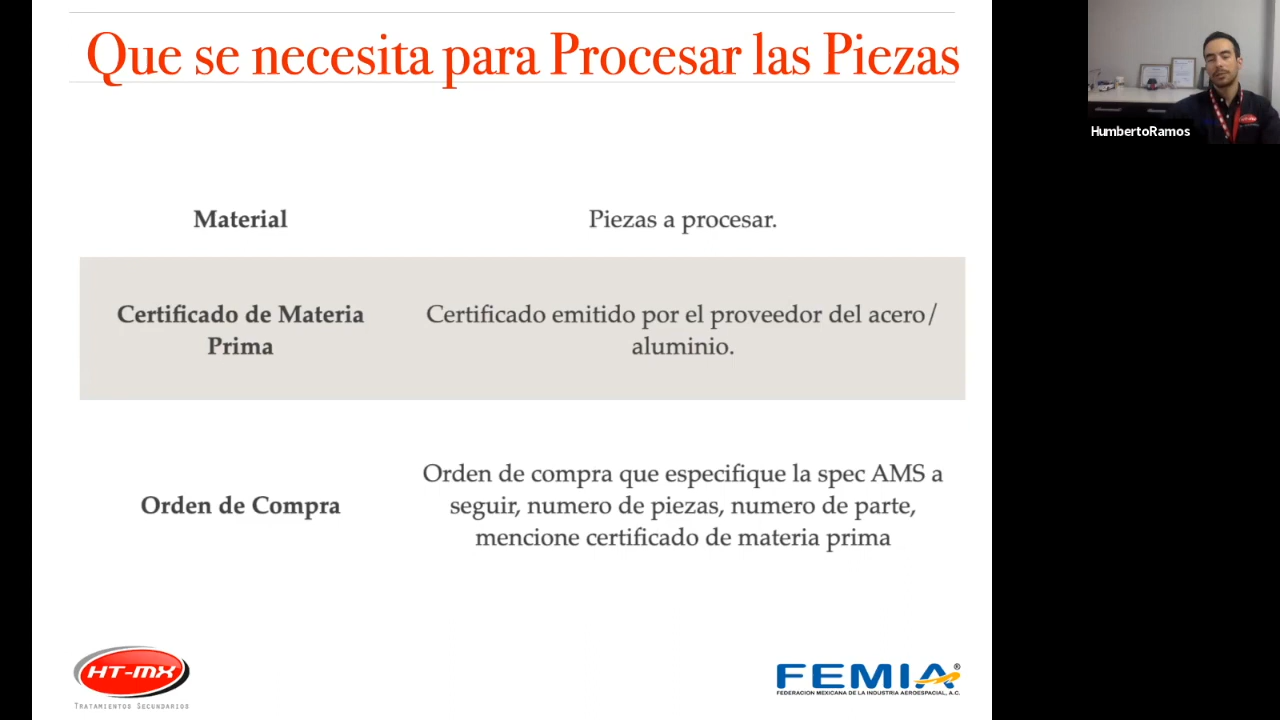 Que se necesita para Procesar las Piezas
HumbertoRamos
Material
Piezas a procesar.
Certificado de Materia
Prima
Certificado emitido por el proveedor del acero/
aluminio.
Orden de Compra
Orden de compra que especifique la spec AMS a
seguir, numero de piezas, numero de parte,
mencione certificado de materia prima
HT-MX
TRATAMIENTOS SECUNDARIOS
FEMIA®
FEDERACIÓN MEXICANA DE LA INDUSTRIA AEROESPACIAL, A.C.